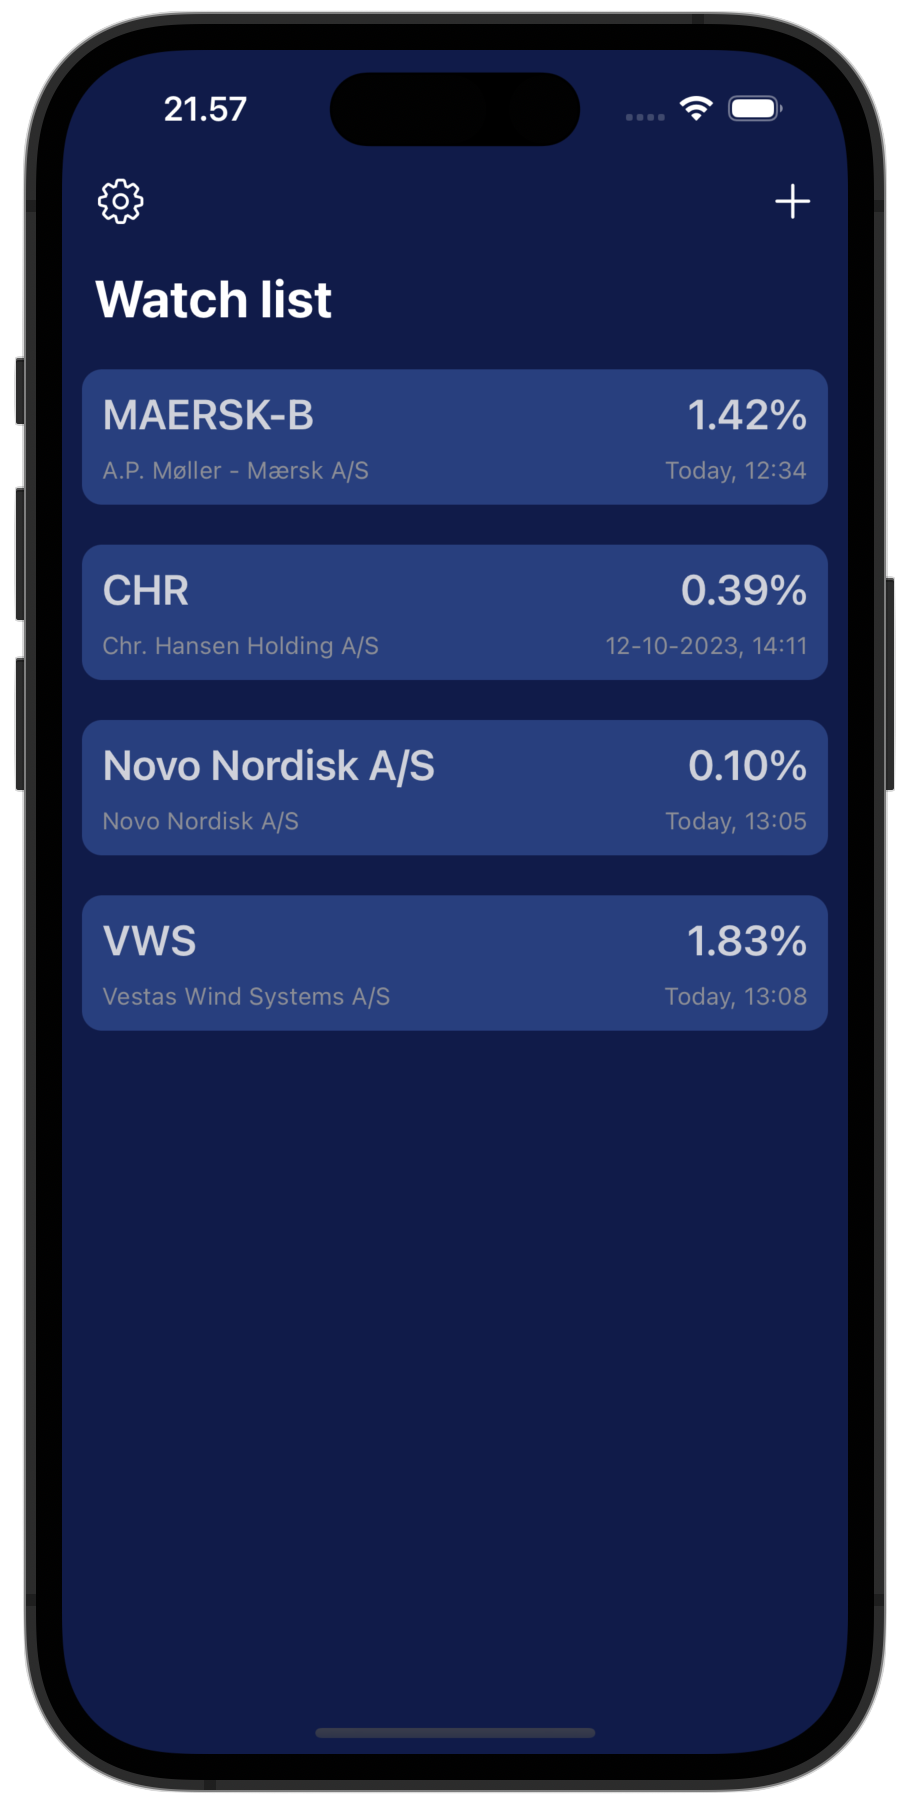 21.57
Watch list
MAERSK-B 1.42%
A.P. Møller - Mærsk A/S Today, 12:34
CHR 0.39%
Chr. Hansen Holding A/S 12-10-2023, 14:11
Novo Nordisk A/S 0.10%
Novo Nordisk A/S Today, 13:05
VWS 1.83%
Vestas Wind Systems A/S Today, 13:08